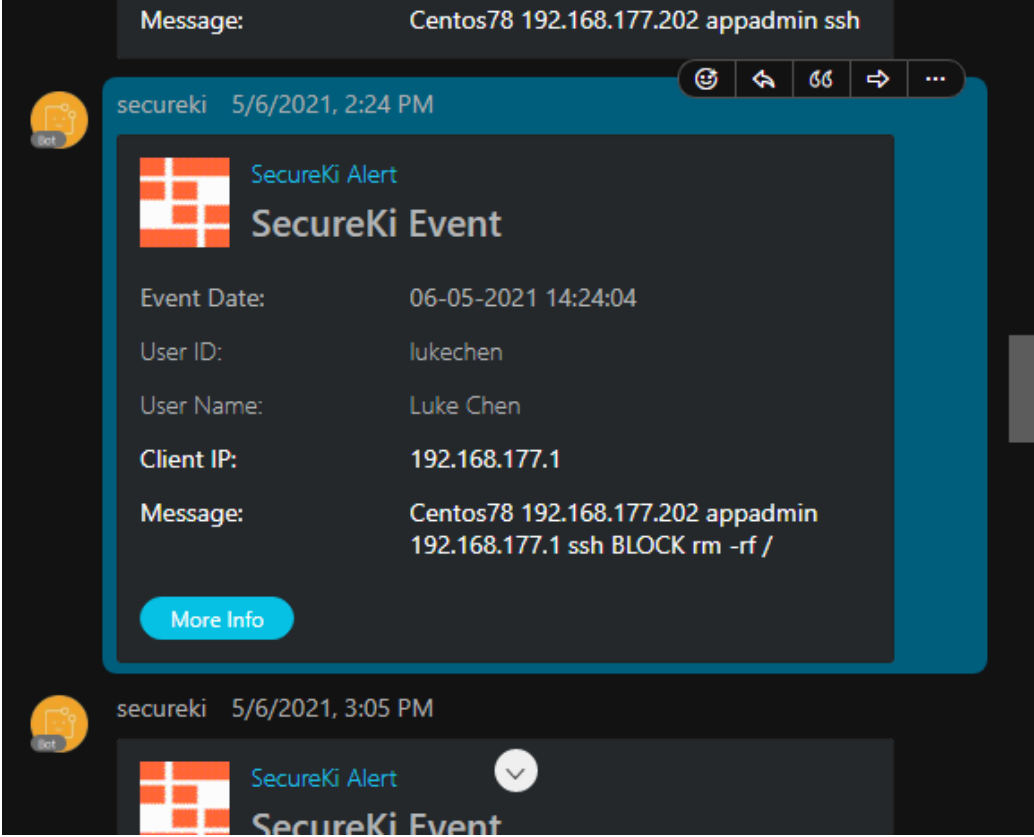 Message: Centos78 192.168.177.202 appadmin ssh
secureki 5/6/2021, 2:24 PM
Bot
SecureKi Alert
SecureKi Event
Event Date: 06-05-2021 14:24:04
User ID: lukechen
User Name: Luke Chen
Client IP: 192.168.177.1
Message: Centos78 192.168.177.202 appadmin
192.168.177.1 ssh BLOCK rm -rf /
More Info
secureki 5/6/2021, 3:05 PM
Bot
SecureKi Alert
SecureKi Event